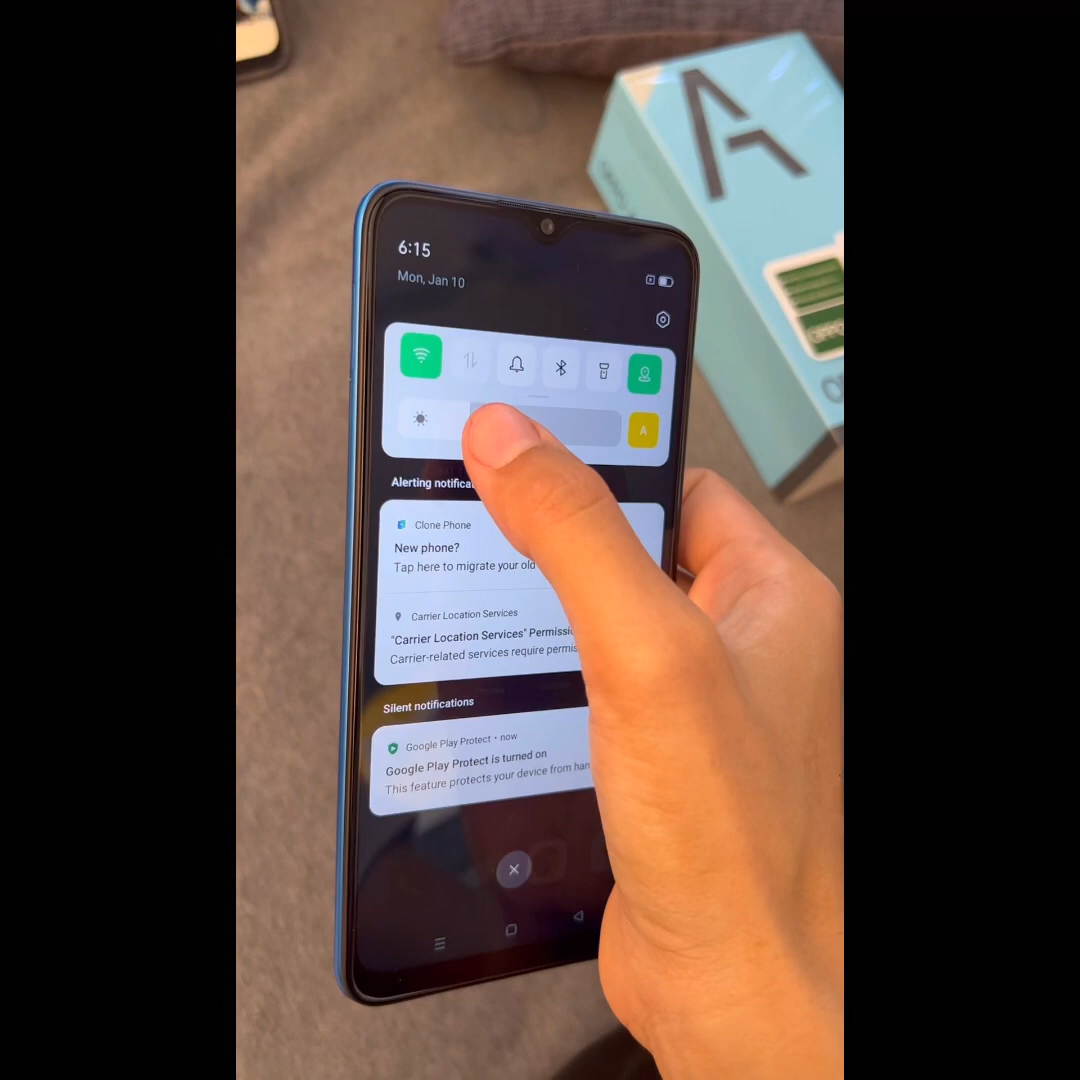 6:15
Mon, Jan 10
A
Alerting notifica
Clone Phone
New phone?
Tap here to migrate your old
Carrier Location Services
"Carrier Location Services" Permissi
Carrier-related services require permis
Silent notifications
Google Play Protect • now
Google Play Protect is turned on
This feature protects your device from har
A